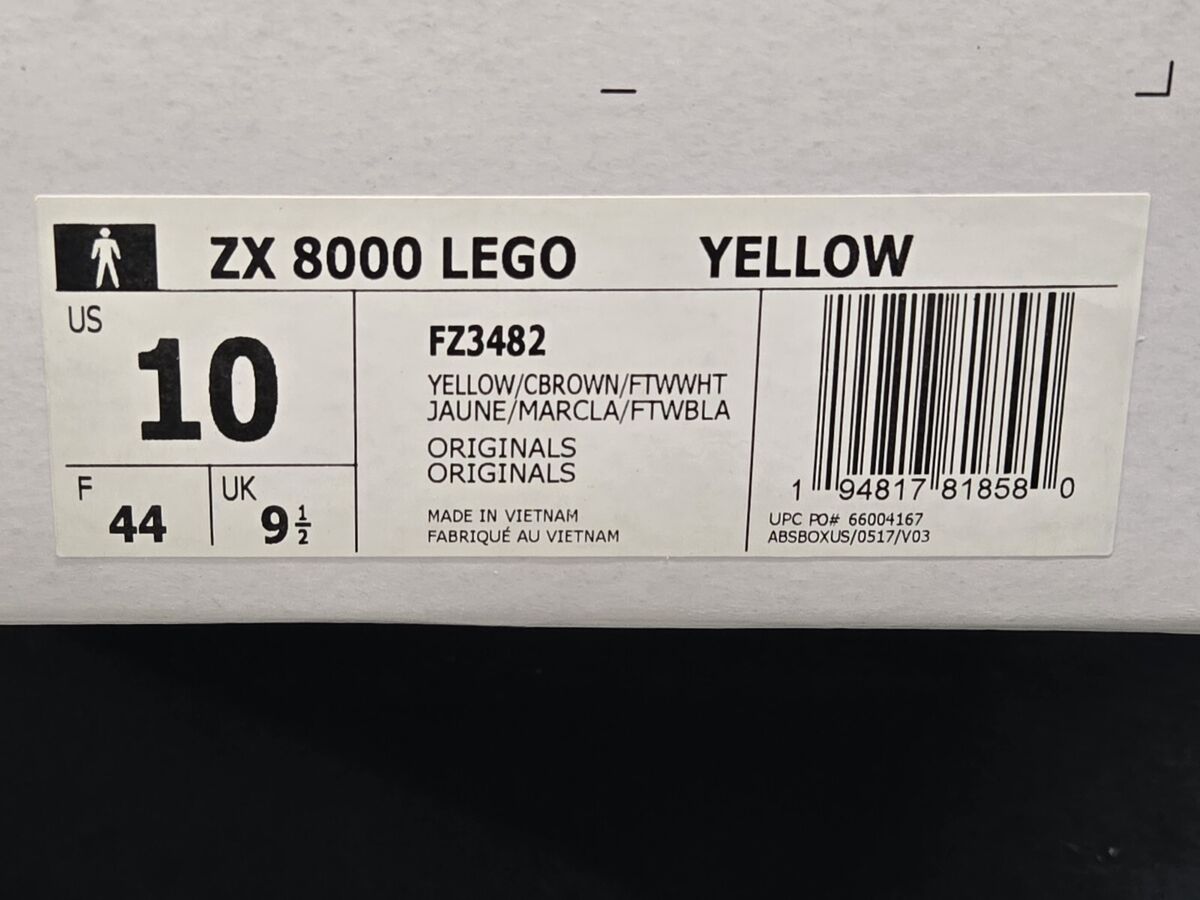 ZX 8000 LEGO YELLOW
US
10
F
44
UK
9½
FZ3482
YELLOW/CBROWN/FTWWHT
JAUNE/MARCLA/FTWBLA
ORIGINALS
ORIGINALS
MADE IN VIETNAM
FABRIQUÉ AU VIETNAM
1 94817 81858 0
UPC PO# 66004167
ABSBOXUS/0517/V03